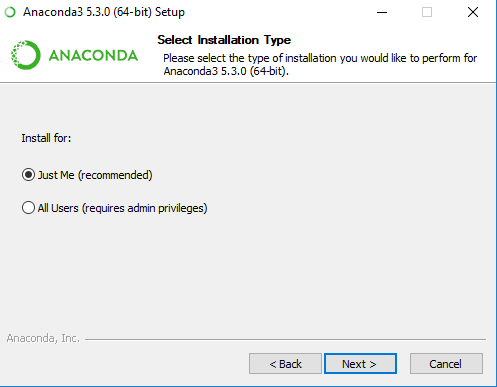 Anaconda3 5.3.0 (64-bit) Setup
ANACONDA
Select Installation Type
Please select the type of installation you would like to perform for
Anaconda3 5.3.0 (64-bit).
Install for:
Just Me (recommended)
All Users (requires admin privileges)
Anaconda, Inc.
< Back
Next >
Cancel